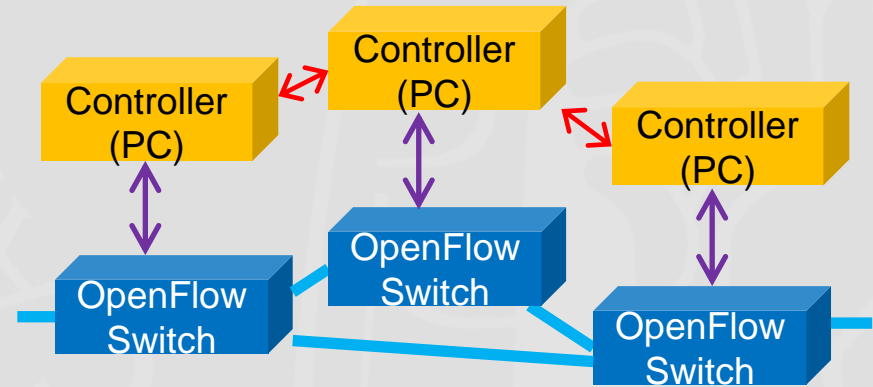 Controller
(PC)
Controller
(PC)
Controller
(PC)
OpenFlow
Switch
OpenFlow
Switch
OpenFlow
Switch